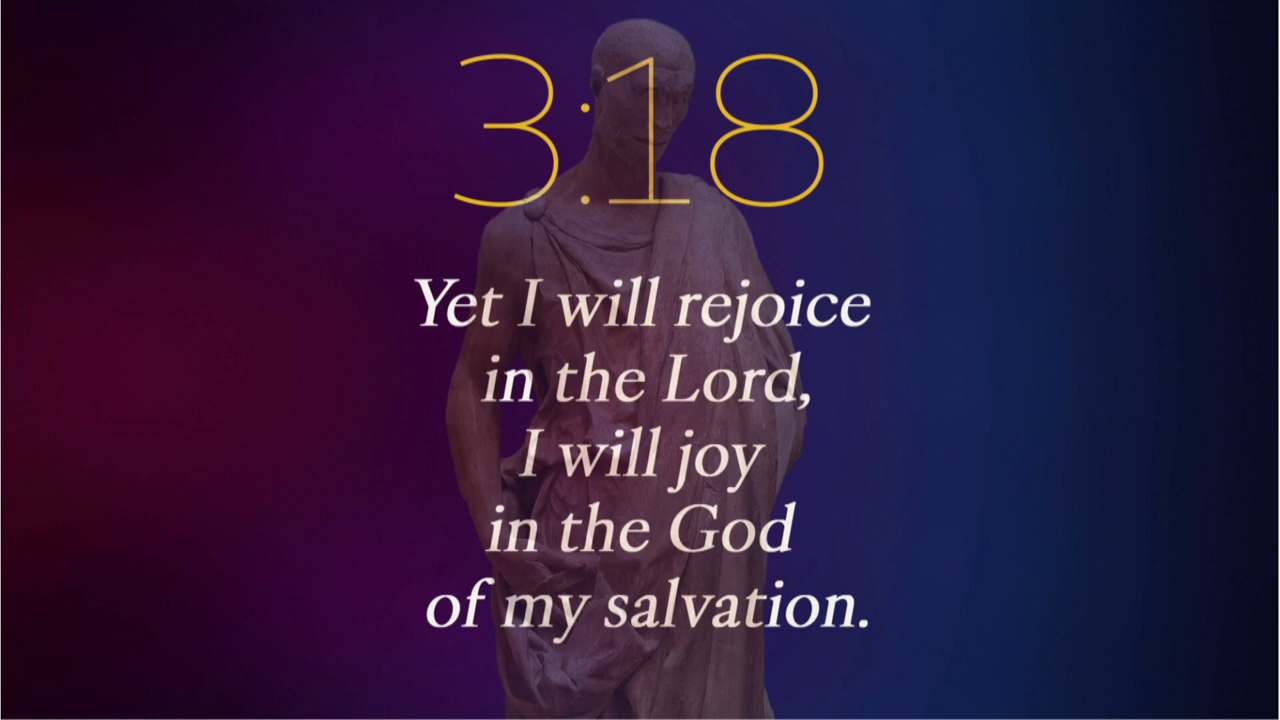 3:18
Yet I will rejoice
in the Lord,
I will joy
in the God
of my salvation.